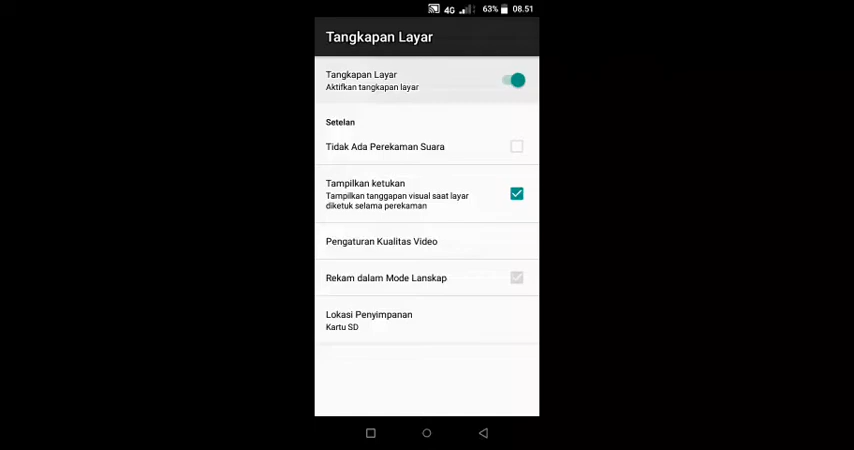 4G 63% 08.51
Tangkapan Layar
Tangkapan Layar
Aktifkan tangkapan layar
Setelan
Tidak Ada Perekaman Suara
Tampilkan ketukan
Tampilkan tanggapan visual saat layar
diketuk selama perekaman
Pengaturan Kualitas Video
Rekam dalam Mode Lanskap
Lokasi Penyimpanan
Kartu SD